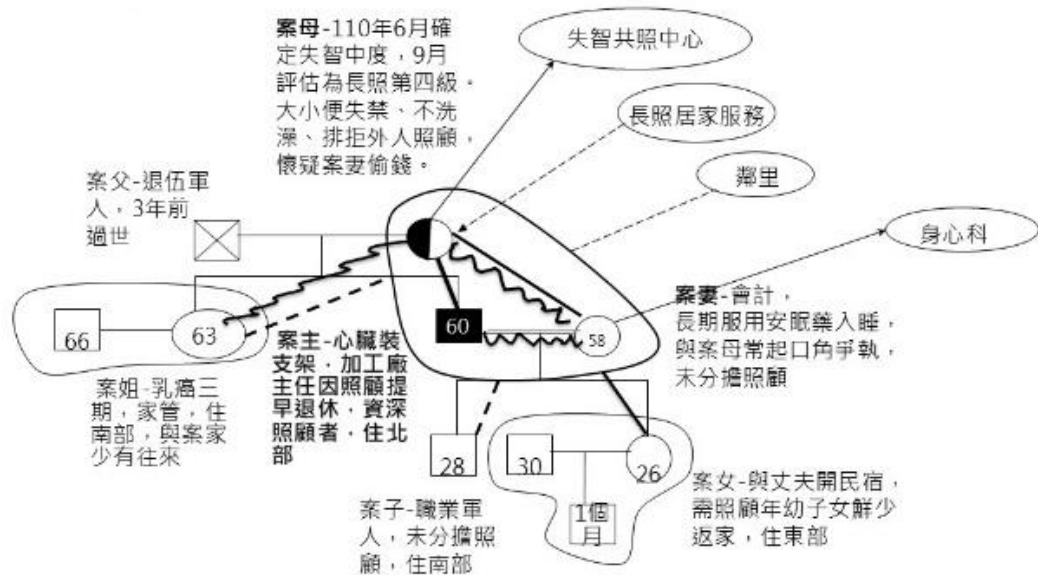 案母-110年6月確
定失智中度，9月
評估為長照第四級。
大小便失禁、不洗
澡、排拒外人照顧，
懷疑案妻偷錢。
失智共照中心
長照居家服務
鄰里
身心科
案父-退伍軍
人，3年前
過世
66
63
60
58
案姐-乳癌三
期，家管，住
南部，與案家
少有往來
案主-心臟裝
支架，加工廠
主任因照顧提
早退休，資深
照顧者，住北
部
案妻-會計，
長期服用安眠藥入睡，
與案母常起口角爭執，
未分擔照顧
28
30
26
1個
月
案子-職業軍
人，未分擔照
顧，住南部
案女-與丈夫開民宿，
需照顧年幼子女鮮少
返家，住東部